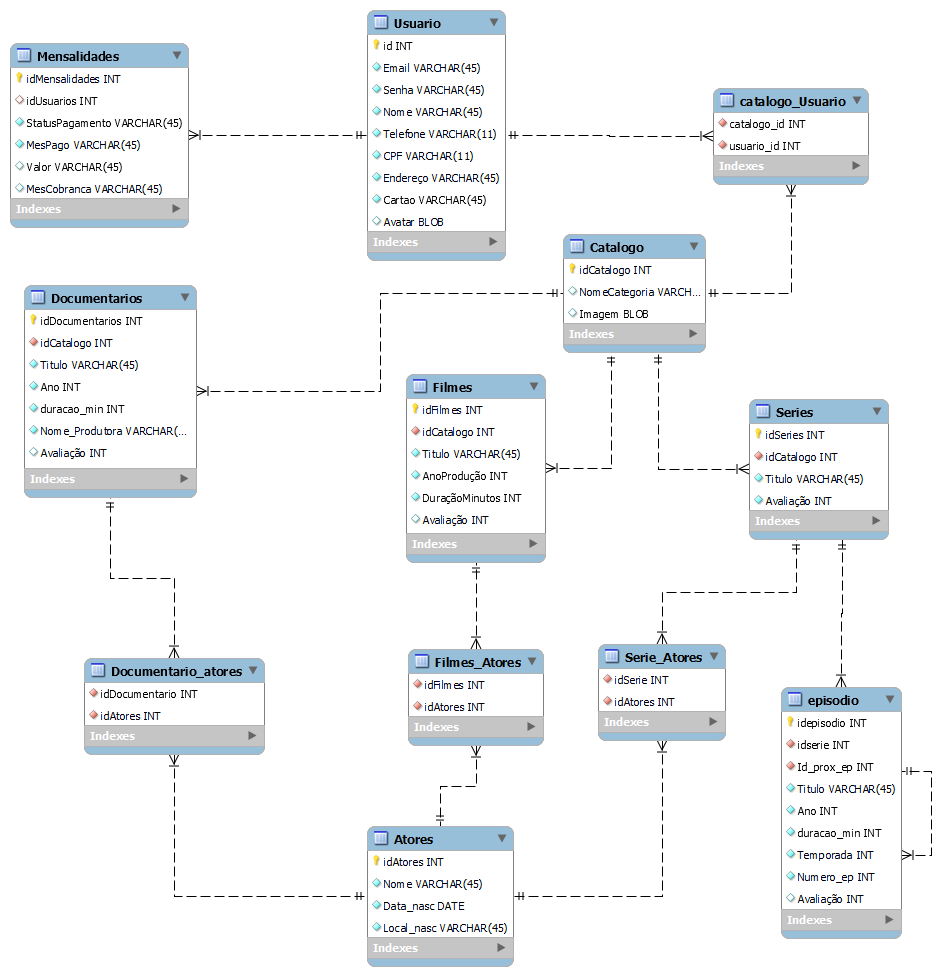 Mensalidades
idMensalidades INT
idUsuarios INT
StatusPagamento VARCHAR(45)
MesPago VARCHAR(45)
Valor VARCHAR(45)
MesCobranca VARCHAR(45)
Indexes
Usuario
id INT
Email VARCHAR(45)
Senha VARCHAR(45)
Nome VARCHAR(45)
Telefone VARCHAR(11)
CPF VARCHAR(11)
Endereço VARCHAR(45)
Cartao VARCHAR(45)
Avatar BLOB
Indexes
catalogo_Usuario
catalogo_id INT
usuario_id INT
Indexes
Catalogo
idCatalogo INT
NomeCategoria VARCH...
Imagem BLOB
Indexes
Documentarios
idDocumentarios INT
idCatalogo INT
Titulo VARCHAR(45)
Ano INT
duracao_min INT
Nome_Produtora VARCHAR(...
Avaliação INT
Indexes
Filmes
idFilmes INT
idCatalogo INT
Titulo VARCHAR(45)
AnoProdução INT
DuraçãoMinutos INT
Avaliação INT
Indexes
Series
idSeries INT
idCatalogo INT
Titulo VARCHAR(45)
Avaliação INT
Indexes
Documentario_atores
idDocumentario INT
idAtores INT
Indexes
Filmes_Atores
idFilmes INT
idAtores INT
Indexes
Serie_Atores
idSerie INT
idAtores INT
Indexes
episodio
idepisodio INT
idserie INT
Id_prox_ep INT
Titulo VARCHAR(45)
Ano INT
duracao_min INT
Temporada INT
Numero_ep INT
Avaliação INT
Indexes
Atores
idAtores INT
Nome VARCHAR(45)
Data_nasc DATE
Local_nasc VARCHAR(45)
Indexes